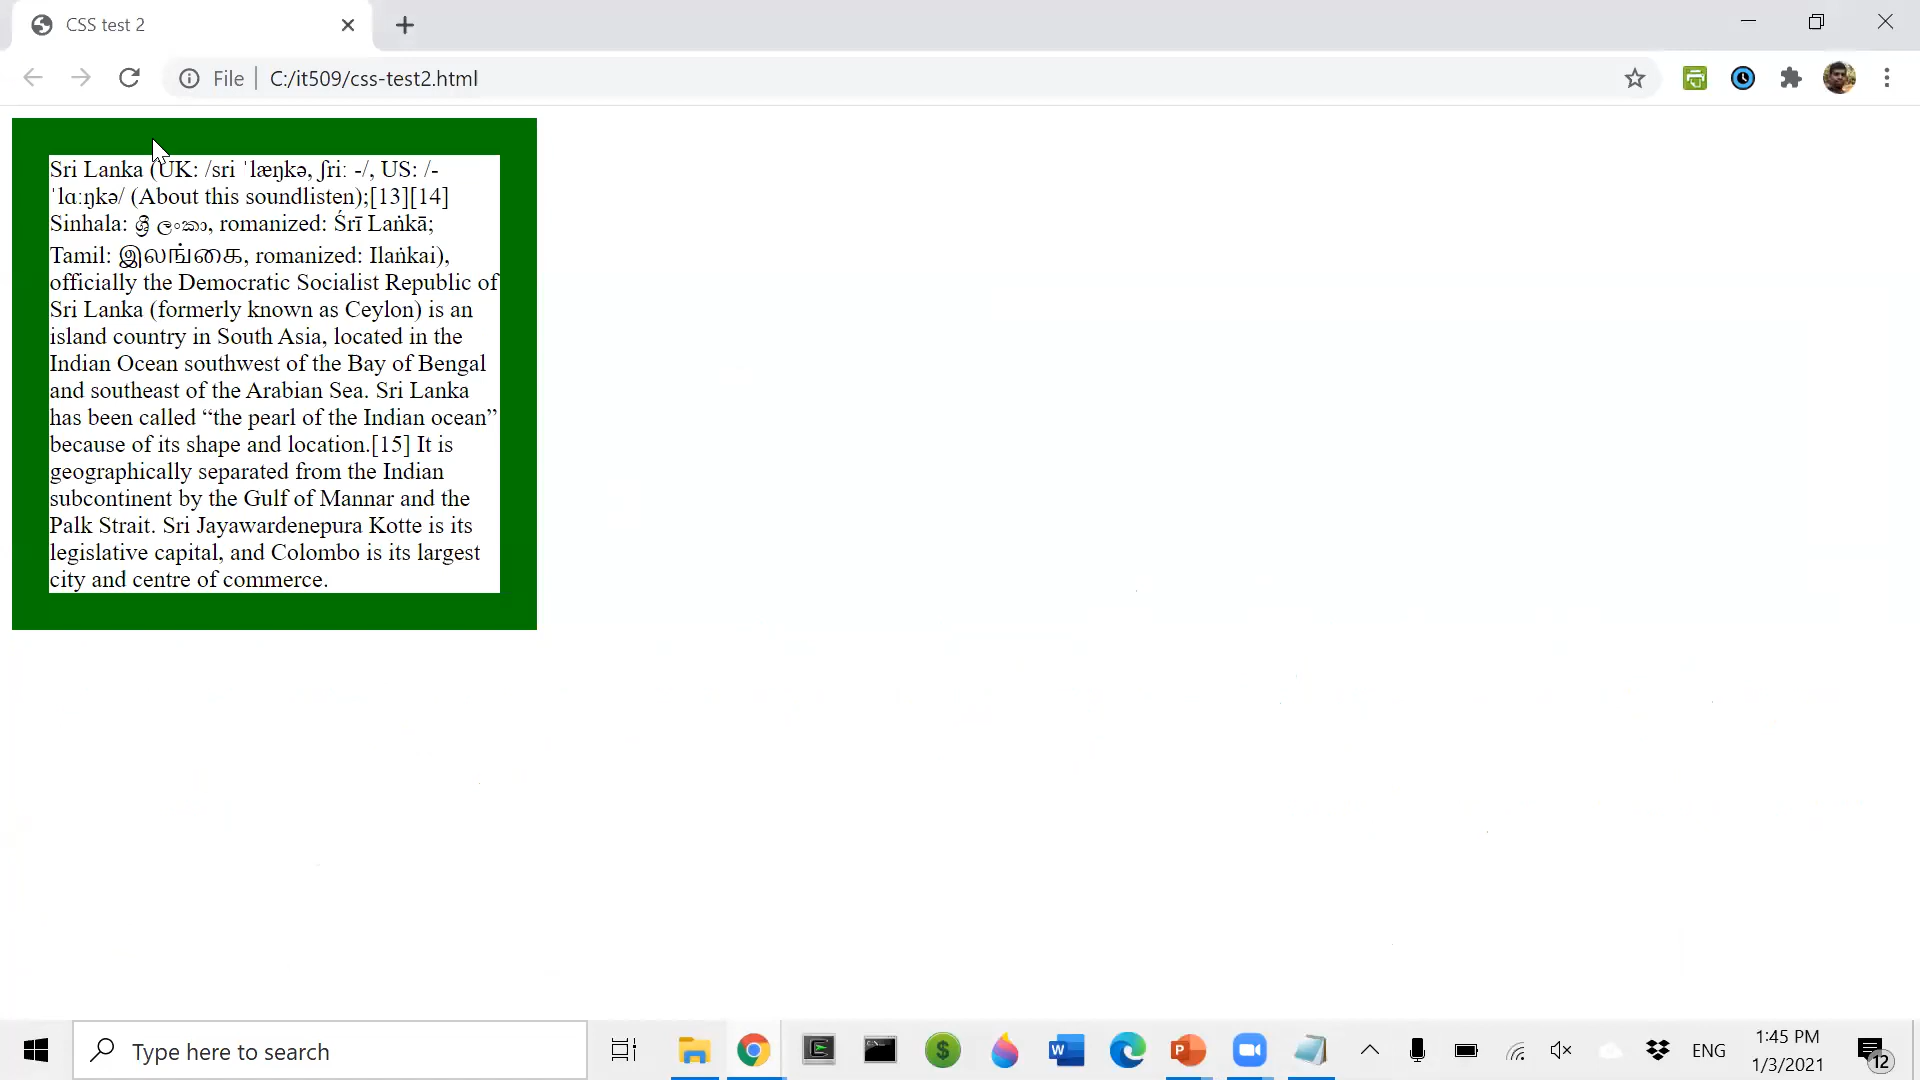 CSS test 2
File
C:/it509/css-test2.html
Sri Lanka (UK: /sri ˈlæŋkə, ʃriː -/, US: /-
ˈlɑːŋkə/ (About this soundlisten);[13][14]
Sinhala: ශ්‍රී ලංකා, romanized: Śrī Laṅkā;
Tamil: இலங்கை, romanized: Ilaṅkai),
officially the Democratic Socialist Republic of
Sri Lanka (formerly known as Ceylon) is an
island country in South Asia, located in the
Indian Ocean southwest of the Bay of Bengal
and southeast of the Arabian Sea. Sri Lanka
has been called “the pearl of the Indian ocean”
because of its shape and location.[15] It is
geographically separated from the Indian
subcontinent by the Gulf of Mannar and the
Palk Strait. Sri Jayawardenepura Kotte is its
legislative capital, and Colombo is its largest
city and centre of commerce.
Type here to search
ENG
1:45 PM
1/3/2021
12